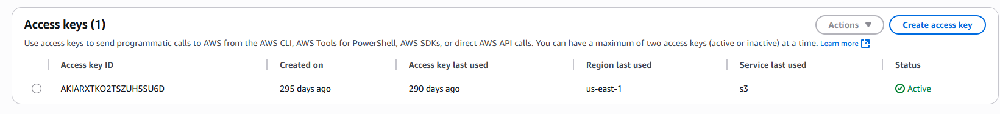 Access keys (1)
Actions ▼
Create access key
Use access keys to send programmatic calls to AWS from the AWS CLI, AWS Tools for PowerShell, AWS SDKs, or direct AWS API calls. You can have a maximum of two access keys (active or inactive) at a time. Learn more
Access key ID Created on Access key last used Region last used Service last used Status
AKIARXTKO2TSZUH5SU6D 295 days ago 290 days ago us-east-1 s3 Active